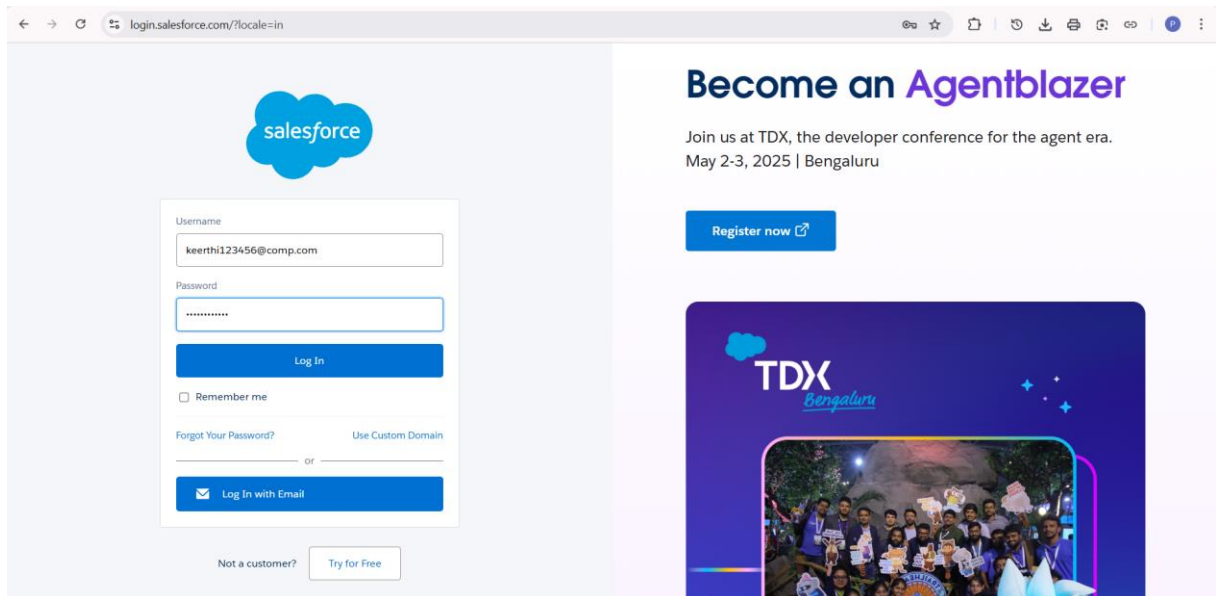 login.salesforce.com/?locale=in
P
salesforce
Username
keerthi123456@comp.com
Password
............
Log In
Remember me
Forgot Your Password? Use Custom Domain
or
Log In with Email
Not a customer? Try for Free
Become an Agentblazer
Join us at TDX, the developer conference for the agent era.
May 2-3, 2025 | Bengaluru
Register now
TDX
Bengaluru